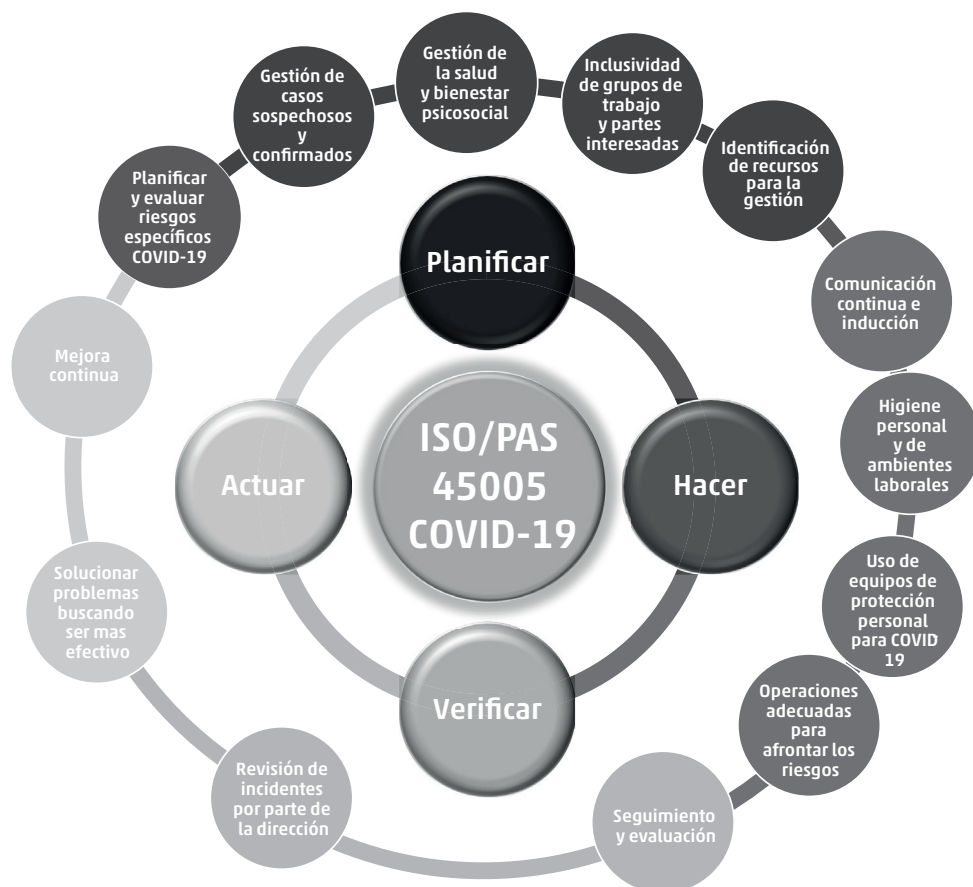 Gestión de
la salud
y bienestar
psicosocial
Inclusividad
de grupos de
trabajo
y partes
interesadas
Identificación
de recursos
para la
gestión
Comunicación
continua e
inducción
Higiene
personal
y de
ambientes
laborales
Uso de
equipos de
protección
personal
para COVID
19
Operaciones
adecuadas
para
afrontar los
riesgos
Seguimiento
y evaluación
Revisión de
incidentes
por parte de
la dirección
Solucionar
problemas
buscando
ser mas
efectivo
Mejora
continua
Planificar
y evaluar
riesgos
específicos
COVID-19
Gestión de
casos
sospechosos
y
confirmados
Planificar
Hacer
Verificar
Actuar
ISO/PAS
45005
COVID-19